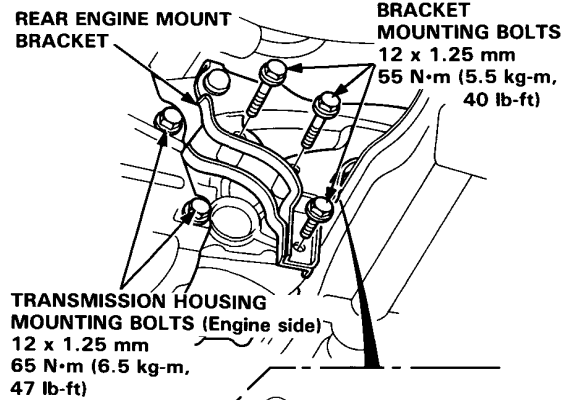 REAR ENGINE MOUNT
BRACKET
BRACKET
MOUNTING BOLTS
12 x 1.25 mm
55 N•m (5.5 kg-m,
40 lb-ft)
TRANSMISSION HOUSING
MOUNTING BOLTS (Engine side)
12 x 1.25 mm
65 N•m (6.5 kg-m,
47 lb-ft)